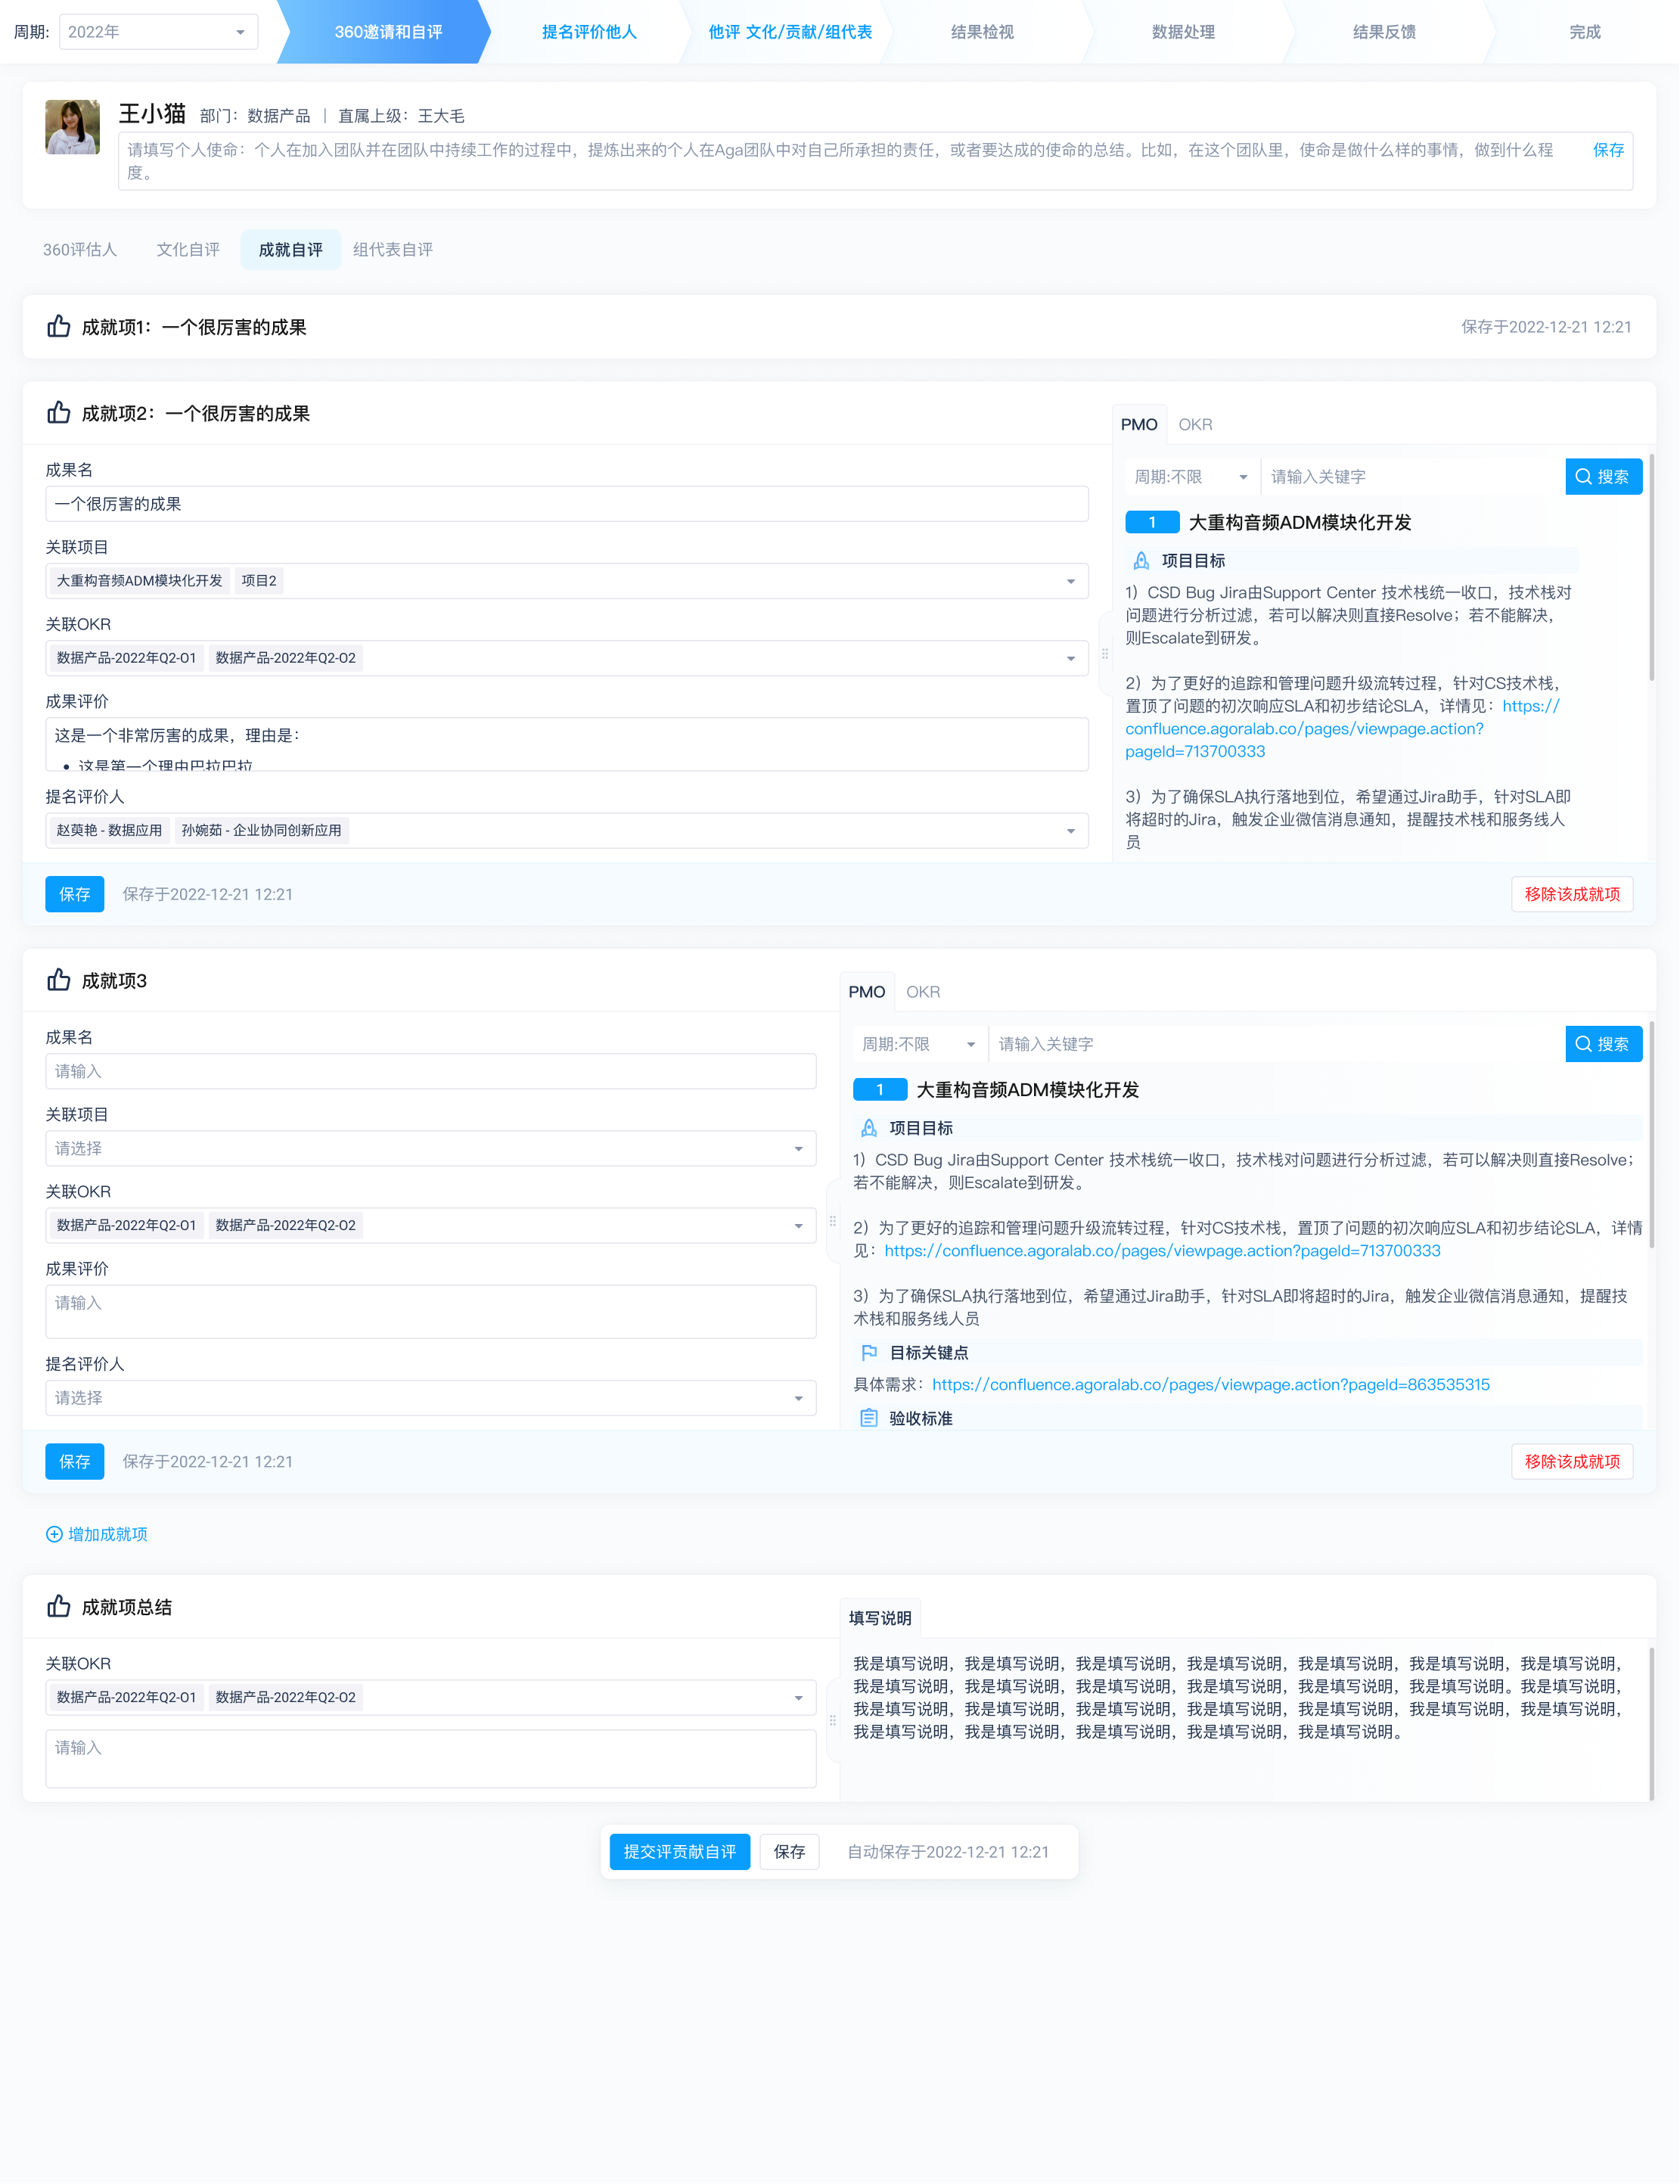 周期:
2022年
360邀请和自评
提名评价他人
他评 文化/贡献/组代表
结果检视
数据处理
结果反馈
完成
王小猫 部门：数据产品 | 直属上级：王大毛
请填写个人使命：个人在加入团队并在团队中持续工作的过程中，提炼出来的个人在Aga团队中对自己所承担的责任，或者要达成的使命的总结。比如，在这个团队里，使命是做什么样的事情，做到什么程
度。
保存
360评估人
文化自评
成就自评
组代表自评
成就项1：一个很厉害的成果
保存于2022-12-21 12:21
成就项2：一个很厉害的成果
成果名
一个很厉害的成果
关联项目
大重构音频ADM模块化开发 项目2
关联OKR
数据产品-2022年Q2-O1 数据产品-2022年Q2-O2
成果评价
这是一个非常厉害的成果，理由是：
• 这是第一个理由巴拉巴拉
提名评价人
赵萸艳 - 数据应用 孙婉茹 - 企业协同创新应用
PMO OKR
周期:不限
请输入关键字
搜索
1 大重构音频ADM模块化开发
项目目标
1）CSD Bug Jira由Support Center 技术栈统一收口，技术栈对
问题进行分析过滤，若可以解决则直接Resolve；若不能解决，
则Escalate到研发。
2）为了更好的追踪和管理问题升级流转过程，针对CS技术栈，
置顶了问题的初次响应SLA和初步结论SLA，详情见：https://
confluence.agoralab.co/pages/viewpage.action?
pageId=713700333
3）为了确保SLA执行落地到位，希望通过Jira助手，针对SLA即
将超时的Jira，触发企业微信消息通知，提醒技术栈和服务线人
员
保存
保存于2022-12-21 12:21
移除该成就项
成就项3
成果名
请输入
关联项目
请选择
关联OKR
数据产品-2022年Q2-O1 数据产品-2022年Q2-O2
成果评价
请输入
提名评价人
请选择
PMO OKR
周期:不限
请输入关键字
搜索
1 大重构音频ADM模块化开发
项目目标
1）CSD Bug Jira由Support Center 技术栈统一收口，技术栈对问题进行分析过滤，若可以解决则直接Resolve；
若不能解决，则Escalate到研发。
2）为了更好的追踪和管理问题升级流转过程，针对CS技术栈，置顶了问题的初次响应SLA和初步结论SLA，详情
见：https://confluence.agoralab.co/pages/viewpage.action?pageId=713700333
3）为了确保SLA执行落地到位，希望通过Jira助手，针对SLA即将超时的Jira，触发企业微信消息通知，提醒技
术栈和服务线人员
目标关键点
具体需求：https://confluence.agoralab.co/pages/viewpage.action?pageId=863535315
验收标准
保存
保存于2022-12-21 12:21
移除该成就项
增加成就项
成就项总结
关联OKR
数据产品-2022年Q2-O1 数据产品-2022年Q2-O2
请输入
填写说明
我是填写说明，我是填写说明，我是填写说明，我是填写说明，我是填写说明，我是填写说明，我是填写说明，
我是填写说明，我是填写说明，我是填写说明，我是填写说明，我是填写说明，我是填写说明。我是填写说明，
我是填写说明，我是填写说明，我是填写说明，我是填写说明，我是填写说明，我是填写说明，我是填写说明，
我是填写说明，我是填写说明，我是填写说明，我是填写说明，我是填写说明。
提交评贡献自评
保存
自动保存于2022-12-21 12:21